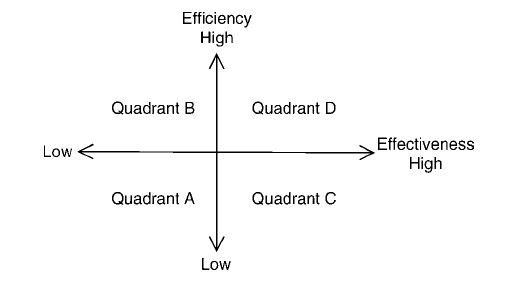 Efficiency
High
Quadrant B
Quadrant D
Low
Effectiveness
High
Quadrant A
Quadrant C
Low